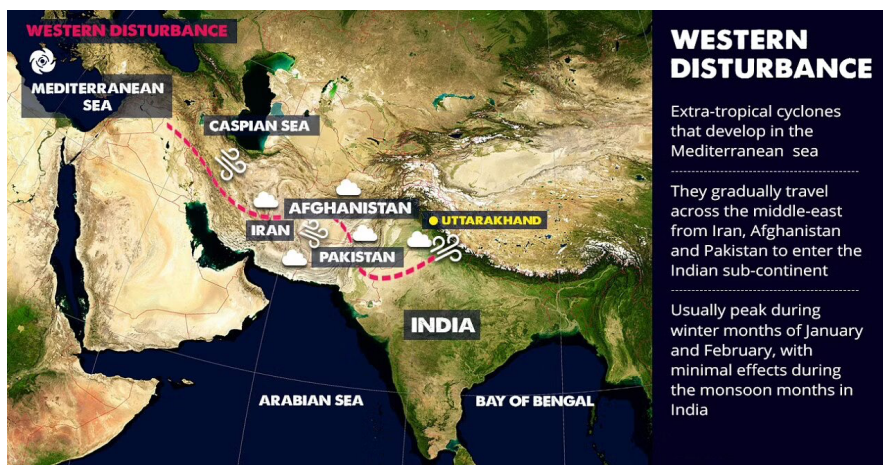 WESTERN DISTURBANCE
MEDITERRANEAN
SEA
CASPIAN SEA
AFGHANISTAN
UTTARAKHAND
IRAN
PAKISTAN
INDIA
ARABIAN SEA
BAY OF BENGAL
WESTERN
DISTURBANCE
Extra-tropical cyclones
that develop in the
Mediterranean sea
They gradually travel
across the middle-east
from Iran, Afghanistan
and Pakistan to enter the
Indian sub-continent
Usually peak during
winter months of January
and February, with
minimal effects during
the monsoon months in
India